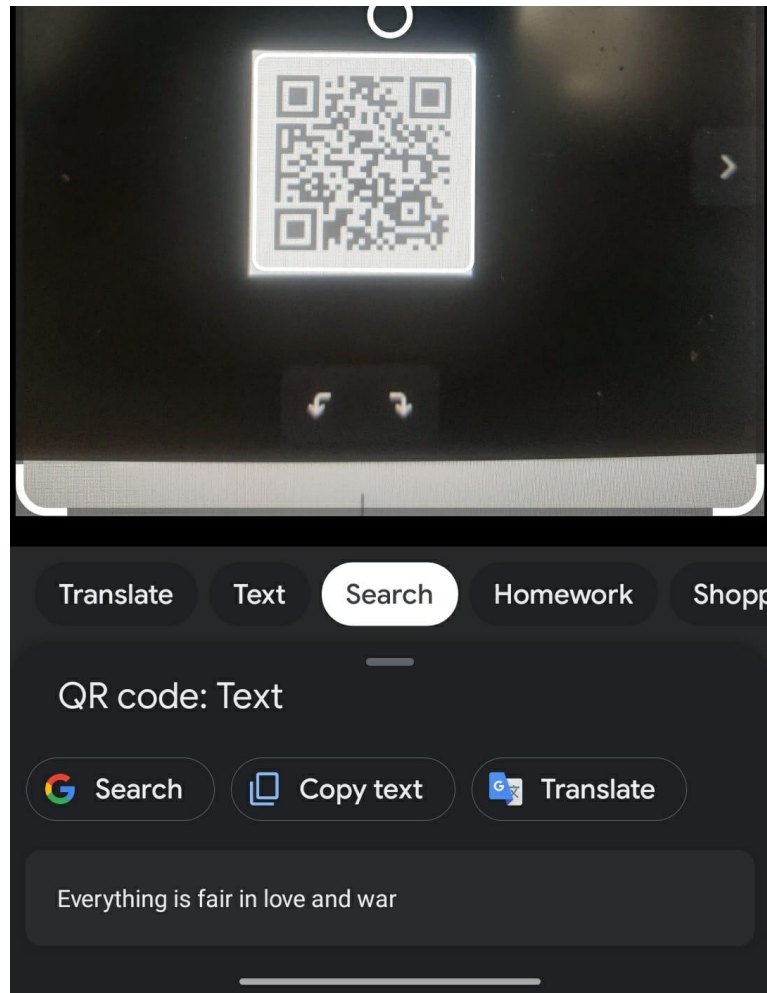 Translate
Text
Search
Homework
Shopp
QR code: Text
Search
Copy text
Translate
Everything is fair in love and war